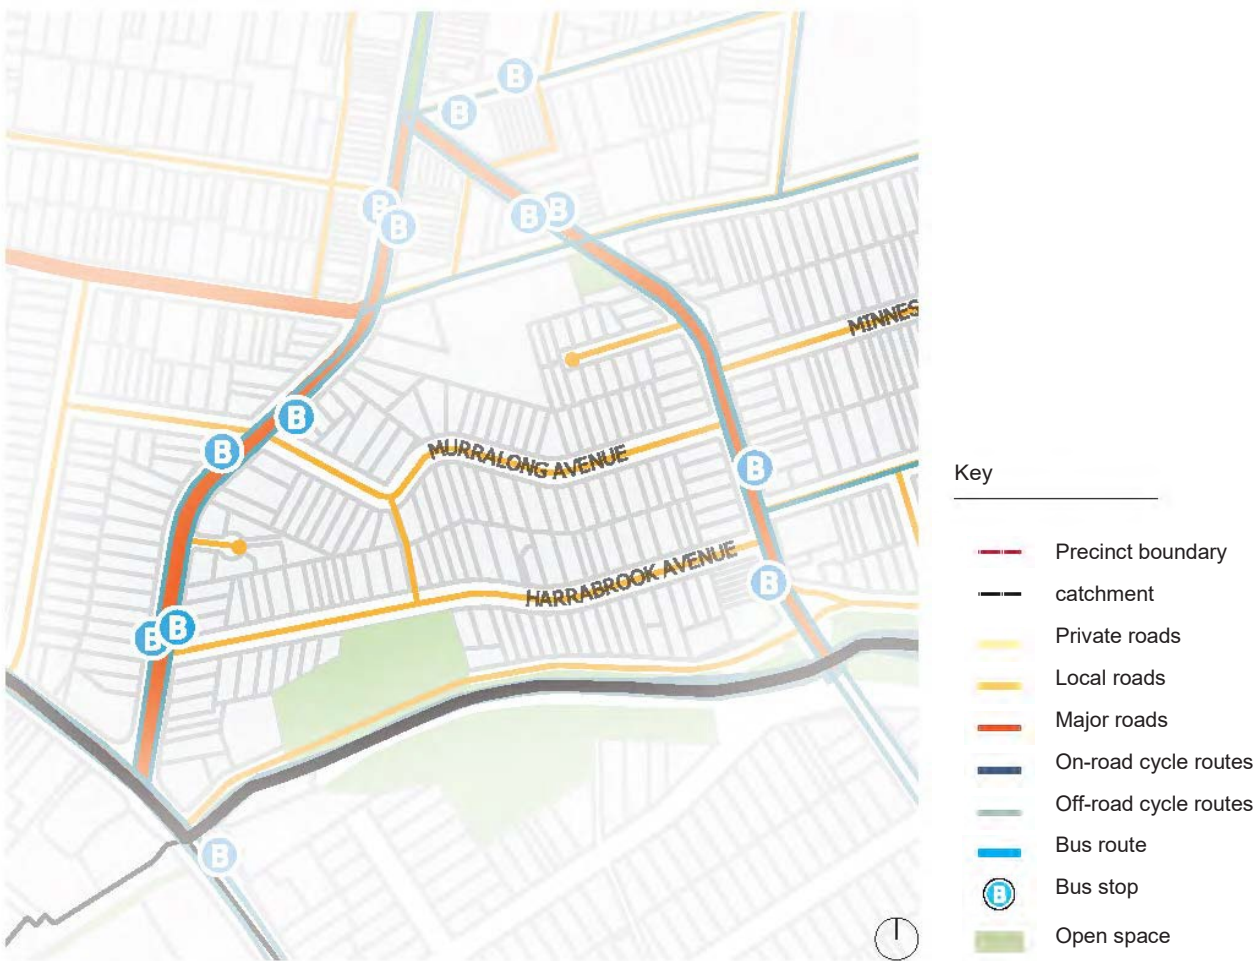 B
B
B
B
B
B
MINNES
B
B
MURRALONG AVENUE
B
HARRABROOK AVENUE
B
B
B
B
Key
Precinct boundary
catchment
Private roads
Local roads
Major roads
On-road cycle routes
Off-road cycle routes
Bus route
B Bus stop
Open space